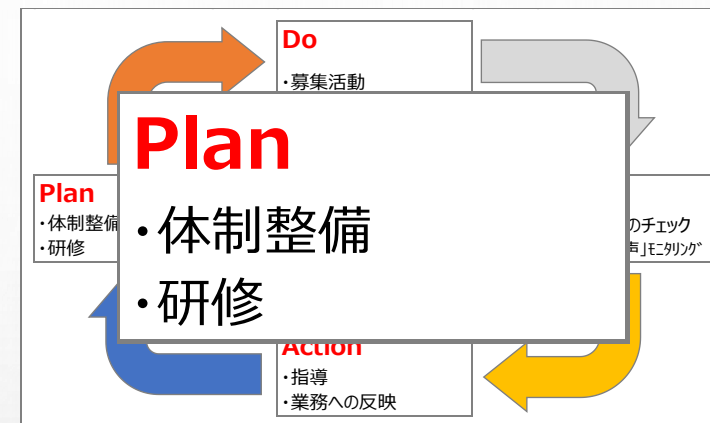 Do
・募集活動
Plan
・体制整備
・研修
Plan
・体制整備
・研修
のチェック
声」ﾓﾆﾀﾘﾝｸﾞ
Action
・指導
・業務への反映